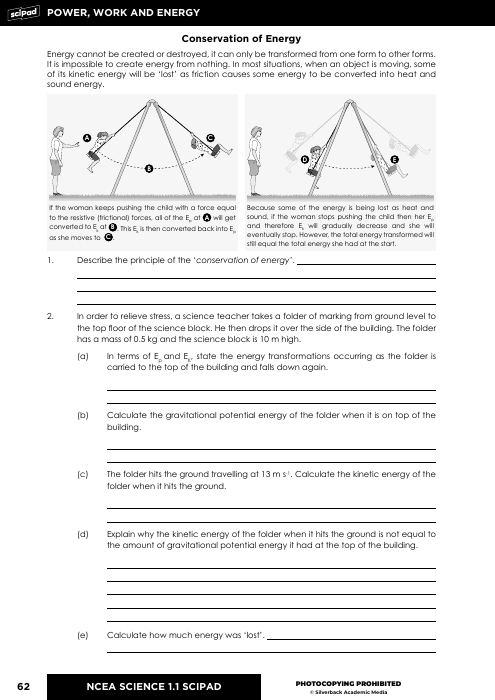 scipad POWER, WORK AND ENERGY
Conservation of Energy
Energy cannot be created or destroyed, it can only be transformed from one form to other forms.
It is impossible to create energy from nothing. In most situations, when an object is moving, some
of its kinetic energy will be ‘lost’ as friction causes some energy to be converted into heat and
sound energy.
A
B
C
D
E
If the woman keeps pushing the child with a force equal
to the resistive (frictional) forces, all of the Ep at A will get
converted to Ek at B. This Ek is then converted back into Ep
as she moves to C.
Because some of the energy is being lost as heat and
sound, if the woman stops pushing the child then her Ep
and therefore Ek will gradually decrease and she will
eventually stop. However, the total energy transformed will
still equal the total energy she had at the start.
1. Describe the principle of the ‘conservation of energy’.
2. In order to relieve stress, a science teacher takes a folder of marking from ground level to
the top floor of the science block. He then drops it over the side of the building. The folder
has a mass of 0.5 kg and the science block is 10 m high.
(a) In terms of Ep and Ek, state the energy transformations occurring as the folder is
carried to the top of the building and falls down again.
(b) Calculate the gravitational potential energy of the folder when it is on top of the
building.
(c) The folder hits the ground travelling at 13 m s-1. Calculate the kinetic energy of the
folder when it hits the ground.
(d) Explain why the kinetic energy of the folder when it hits the ground is not equal to
the amount of gravitational potential energy it had at the top of the building.
(e) Calculate how much energy was ‘lost’.
62 NCEA SCIENCE 1.1 SCIPAD
PHOTOCOPYING PROHIBITED
© Silverback Academic Media